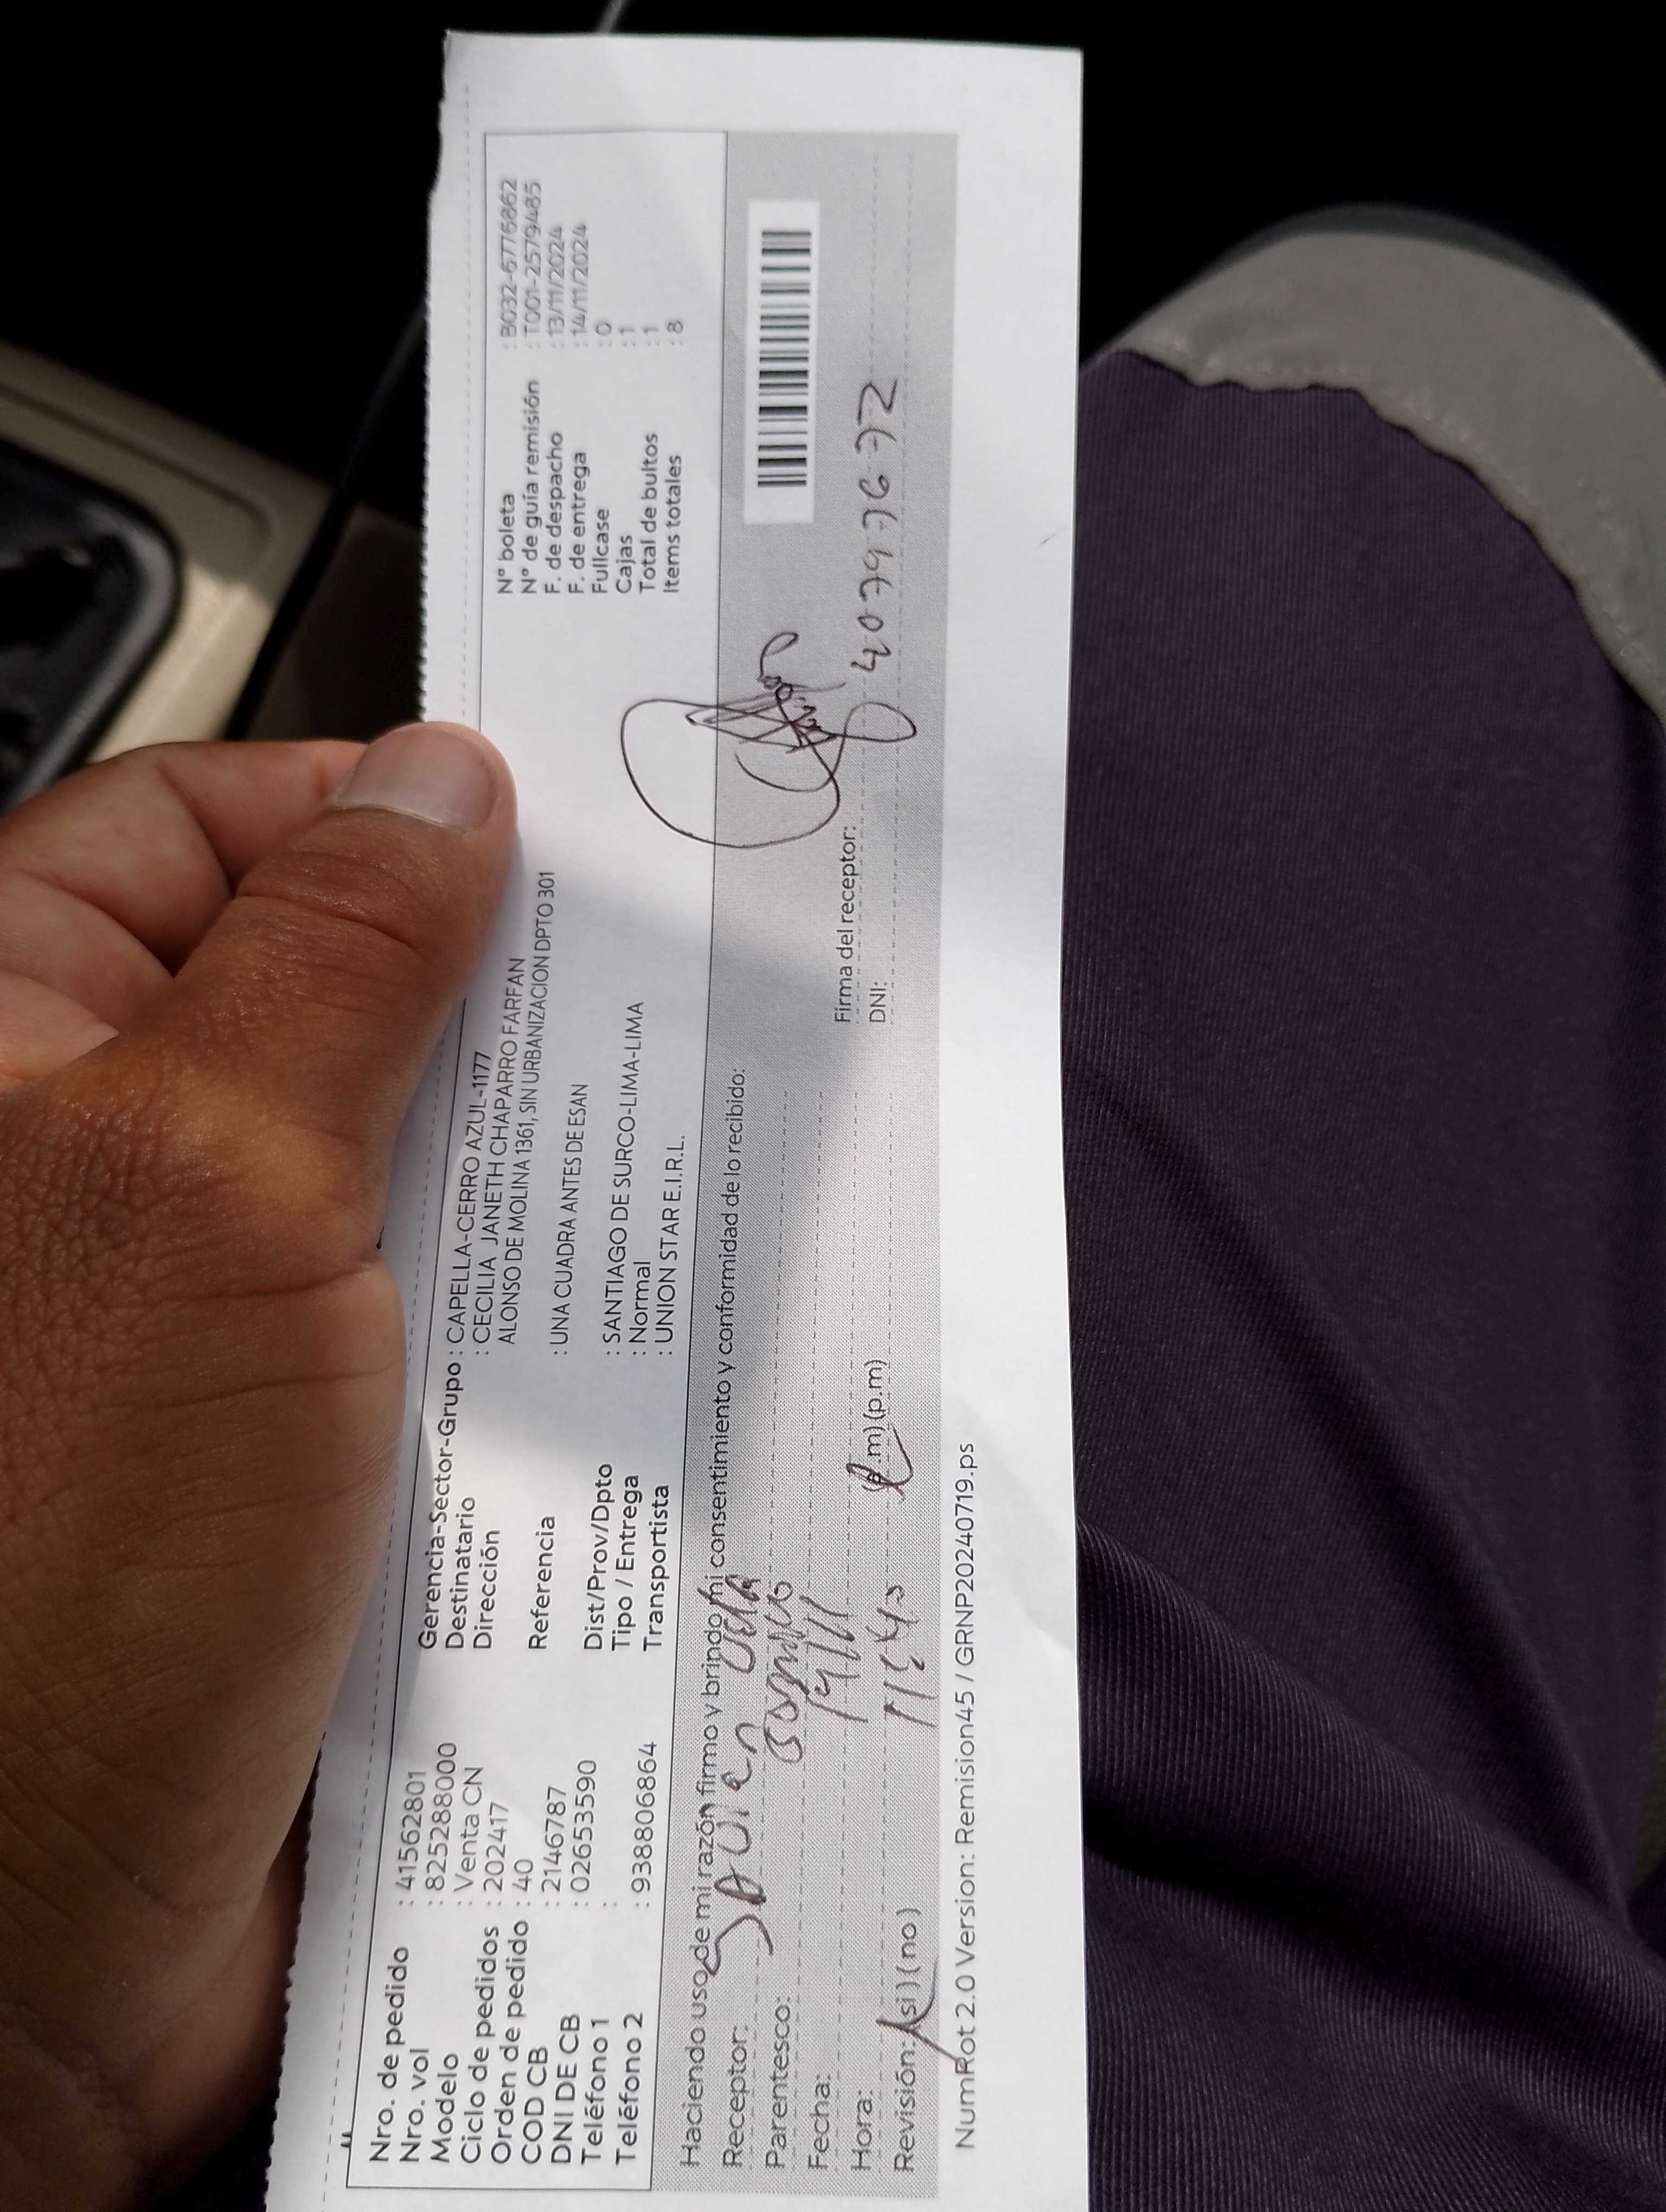 Nro. de pedido : 41562801
Nro. vol : 8252888000
Modelo : Venta CN
Ciclo de pedidos : 202417
Orden de pedido : 40
COD CB : 2146787
DNI DE CB : 02653590
Teléfono 1 :
Teléfono 2 : 938806864
Gerencia-Sector-Grupo : CAPELLA-CERRO AZUL-1177
Destinatario : CECILIA JANETH CHAPARRO FARFAN
Dirección ALONSO DE MOLINA 1361, SIN URBANIZACION DPTO 301
Referencia : UNA CUADRA ANTES DE ESAN
Dist/Prov/Dpto : SANTIAGO DE SURCO-LIMA-LIMA
Tipo / Entrega : Normal
Transportista : UNION STAR E.I.R.L.
N° boleta : B032-6776862
N° de guía remisión : T001-2579485
F. de despacho : 13/11/2024
F. de entrega : 14/11/2024
Fullcase : 0
Cajas : 1
Total de bultos : 1
Items totales : 8
Haciendo uso de mi razón firmo y brindo mi consentimiento y conformidad de lo recibido:
Receptor:
Parentesco:
Fecha: 14/11
Hora: 11:40 (a.m) (p.m)
Revisión: (si) (no)
Firma del receptor:
DNI: 40797672
NumRot 2.0 Version: Remision45 / GRNP20240719.ps